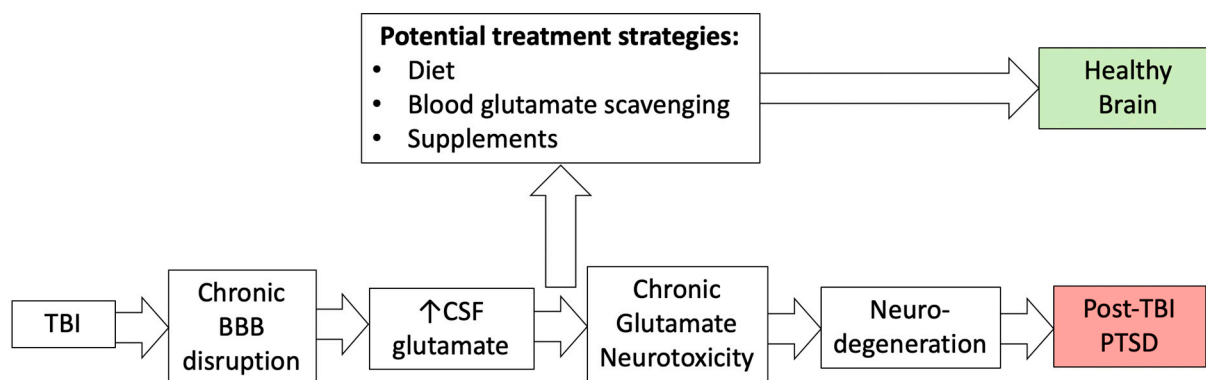 Potential treatment strategies:
• Diet
• Blood glutamate scavenging
• Supplements
Healthy
Brain
TBI
Chronic
BBB
disruption
↑CSF
glutamate
Chronic
Glutamate
Neurotoxicity
Neuro-
degeneration
Post-TBI
PTSD